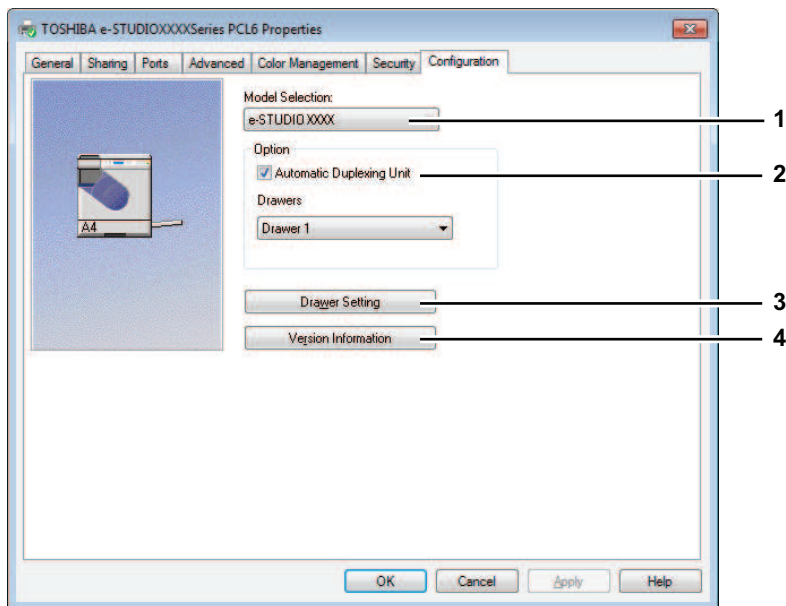 TOSHIBA e-STUDIOXXXXSeries PCL6 Properties
General Sharing Ports Advanced Color Management Security Configuration
Model Selection:
e-STUDIO XXXX
1
Option
Automatic Duplexing Unit
2
Drawers
Drawer 1
A4
Drawer Setting
3
Version Information
4
OK Cancel Apply Help